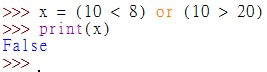 >>> x = (10 < 8) or (10 > 20)
>>> print(x)
False
>>> .